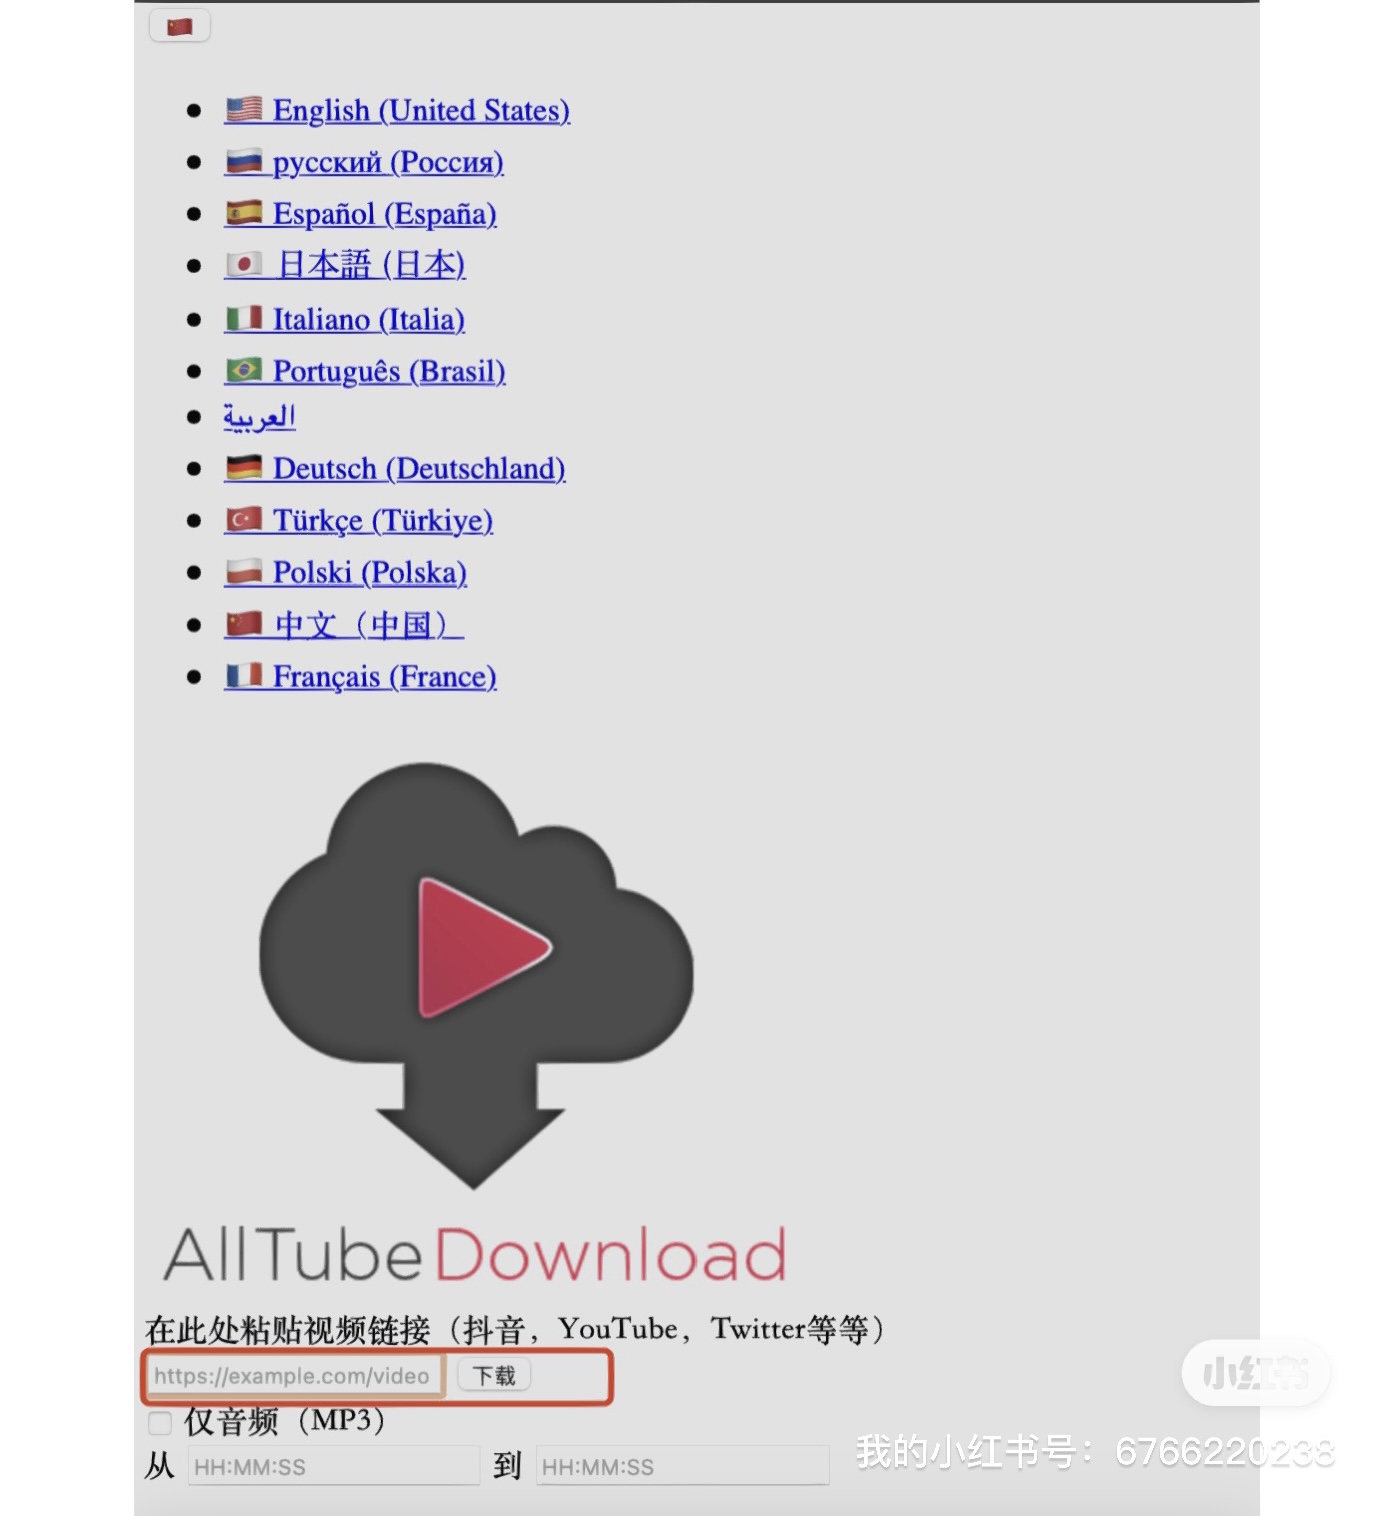 English (United States)
русский (Россия)
Español (España)
日本語 (日本)
Italiano (Italia)
Português (Brasil)
العربية
Deutsch (Deutschland)
Türkçe (Türkiye)
Polski (Polska)
中文（中国）
Français (France)
AllTube Download
在此处粘贴视频链接（抖音，YouTube，Twitter等等）
https://example.com/video 下载
仅音频（MP3）
从 HH:MM:SS 到 HH:MM:SS
小红书
我的小红书号：6766220238